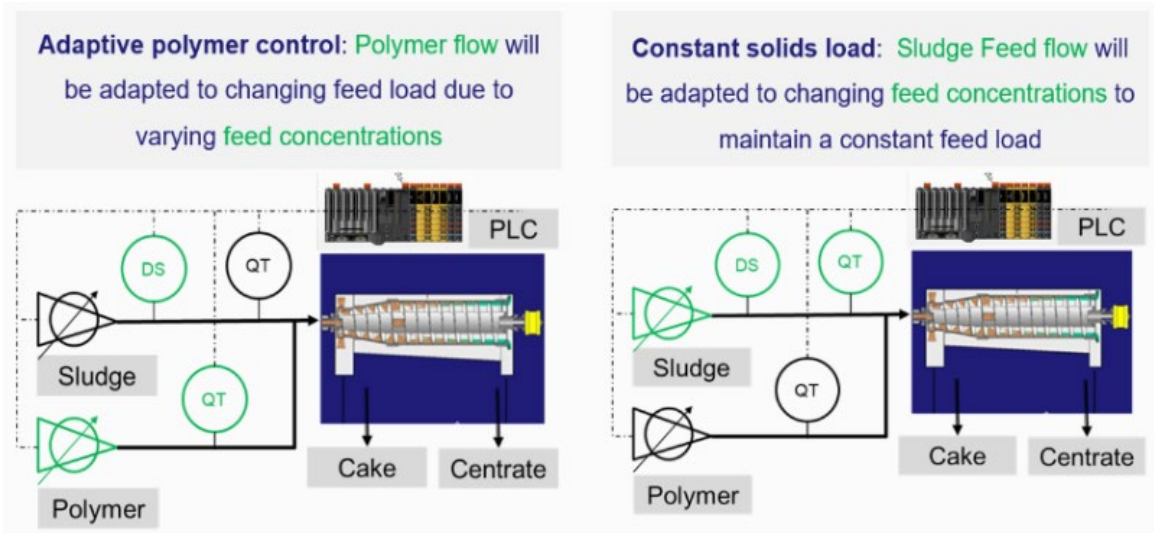 Adaptive polymer control: Polymer flow will
be adapted to changing feed load due to
varying feed concentrations
PLC
DS
QT
Sludge
QT
Polymer
Cake
Centrate
Constant solids load: Sludge Feed flow will
be adapted to changing feed concentrations to
maintain a constant feed load
PLC
DS
QT
Sludge
QT
Polymer
Cake
Centrate